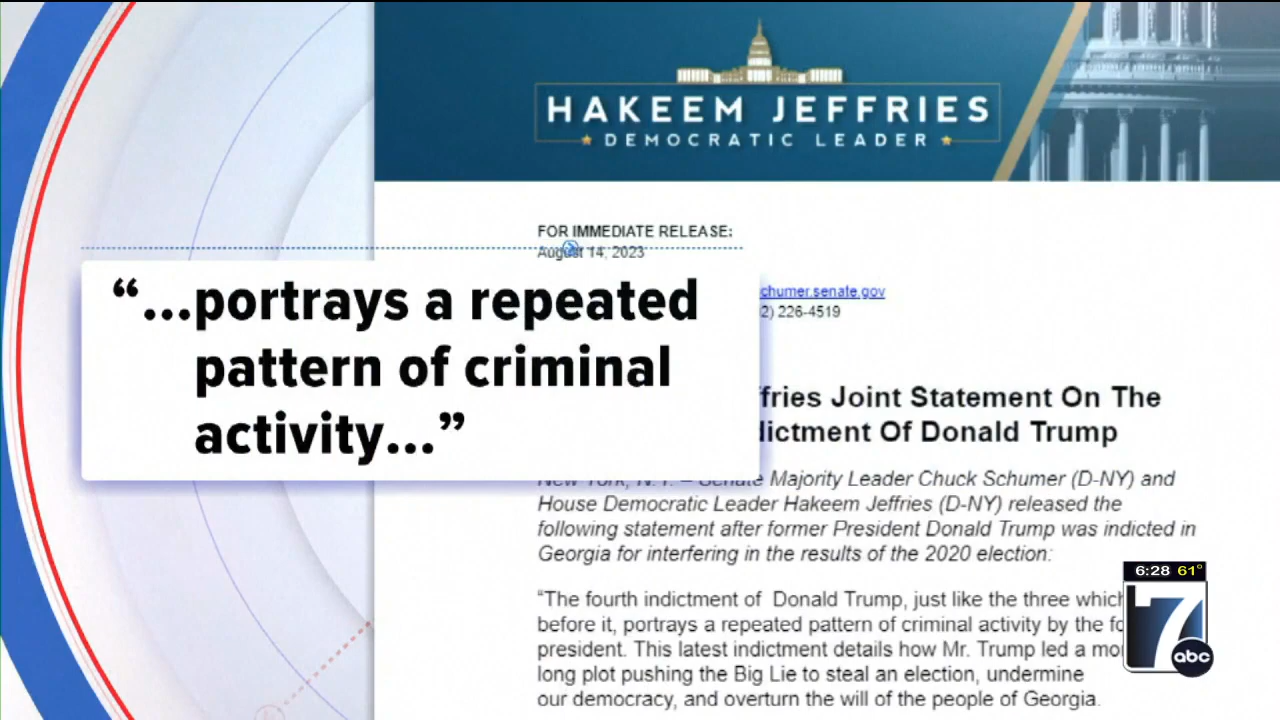 HAKEEM JEFFRIES
DEMOCRATIC LEADER
FOR IMMEDIATE RELEASE:
August 14, 2023
“...portrays a repeated
pattern of criminal
activity...”
chumer.senate.gov
2) 226-4519
ffries Joint Statement On The
dictment Of Donald Trump
New York, N.Y. – Senate Majority Leader Chuck Schumer (D-NY) and
House Democratic Leader Hakeem Jeffries (D-NY) released the
following statement after former President Donald Trump was indicted in
Georgia for interfering in the results of the 2020 election:
“The fourth indictment of Donald Trump, just like the three which
before it, portrays a repeated pattern of criminal activity by the fo
president. This latest indictment details how Mr. Trump led a mo
long plot pushing the Big Lie to steal an election, undermine
our democracy, and overturn the will of the people of Georgia.
6:28 61°
7
abc